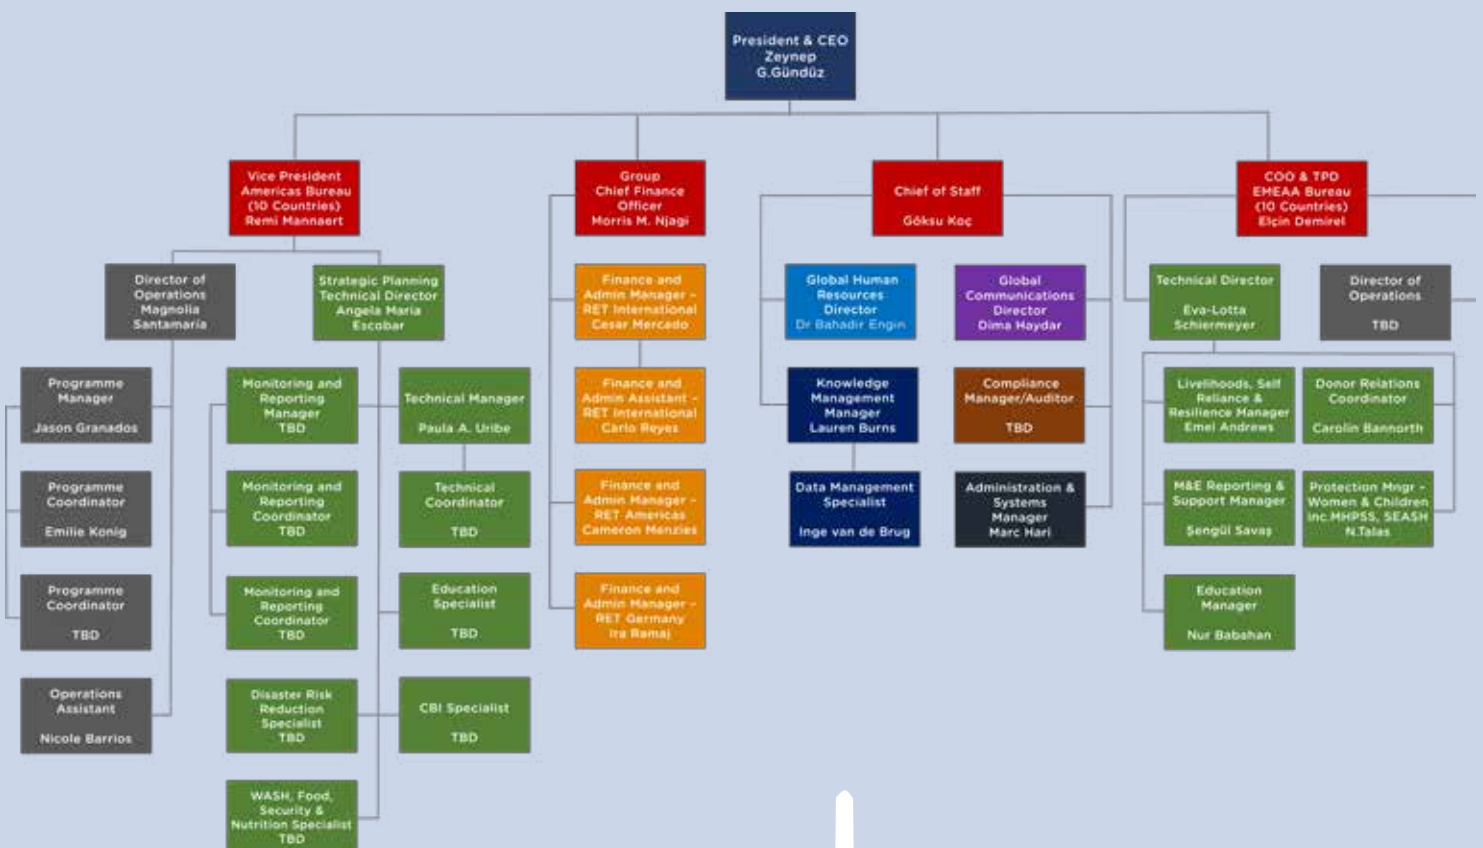 President & CEO
Zeynep
G.Gündüz
Vice President
Americas Bureau
(10 Countries)
Remi Mannaert
Group
Chief Finance
Officer
Morris M. Njagi
Chief of Staff
Göksu Koç
COO & TPD
EMEAA Bureau
(10 Countries)
Elçin Demirel
Director of
Operations
Magnolia
Santamaria
Strategic Planning
Technical Director
Angela Maria
Escobar
Finance and
Admin Manager -
RET International
Cesar Mercado
Global Human
Resources
Director
Dr Bahadir Engin
Global
Communications
Director
Dima Haydar
Technical Director
Eva-Lotta
Schiermeyer
Director of
Operations
TBD
Programme
Manager
Jason Granados
Monitoring and
Reporting
Manager
TBD
Technical Manager
Paula A. Uribe
Finance and
Admin Assistant -
RET International
Carlo Reyes
Knowledge
Management
Manager
Lauren Burns
Compliance
Manager/Auditor
TBD
Livelihoods, Self
Reliance &
Resilience Manager
Emel Andrews
Donor Relations
Coordinator
Carolin Bannorth
Programme
Coordinator
Emilie Konig
Monitoring and
Reporting
Coordinator
TBD
Technical
Coordinator
TBD
Finance and
Admin Manager -
RET Americas
Cameron Menzies
Data Management
Specialist
Inge van de Brug
Administration &
Systems
Manager
Marc Hari
M&E Reporting &
Support Manager
Şengül Savaş
Protection Mngr -
Women & Children
inc.MHPSS, SEASH
N.Talas
Programme
Coordinator
TBD
Monitoring and
Reporting
Coordinator
TBD
Education
Specialist
TBD
Finance and
Admin Manager -
RET Germany
Ira Ramaj
Education
Manager
Nur Babahan
Operations
Assistant
Nicole Barrios
Disaster Risk
Reduction
Specialist
TBD
CBI Specialist
TBD
WASH, Food,
Security &
Nutrition Specialist
TBD